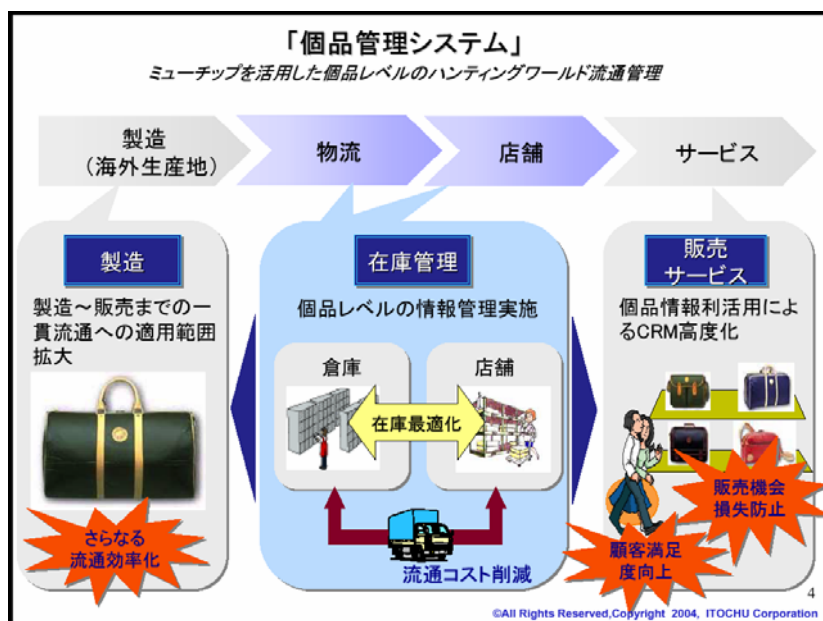 「個品管理システム」
ミューチップを活用した個品レベルのハンティングワールド流通管理
製造
(海外生産地)
物流
店舗
サービス
製造
製造～販売までの一
貫流通への適用範囲
拡大
さらなる
流通効率化
在庫管理
個品レベルの情報管理実施
倉庫
店舗
在庫最適化
流通コスト削減
販売
サービス
個品情報利活用によ
るCRM高度化
販売機会
損失防止
顧客満足
度向上
4
©All Rights Reserved,Copyright 2004, ITOCHU Corporation